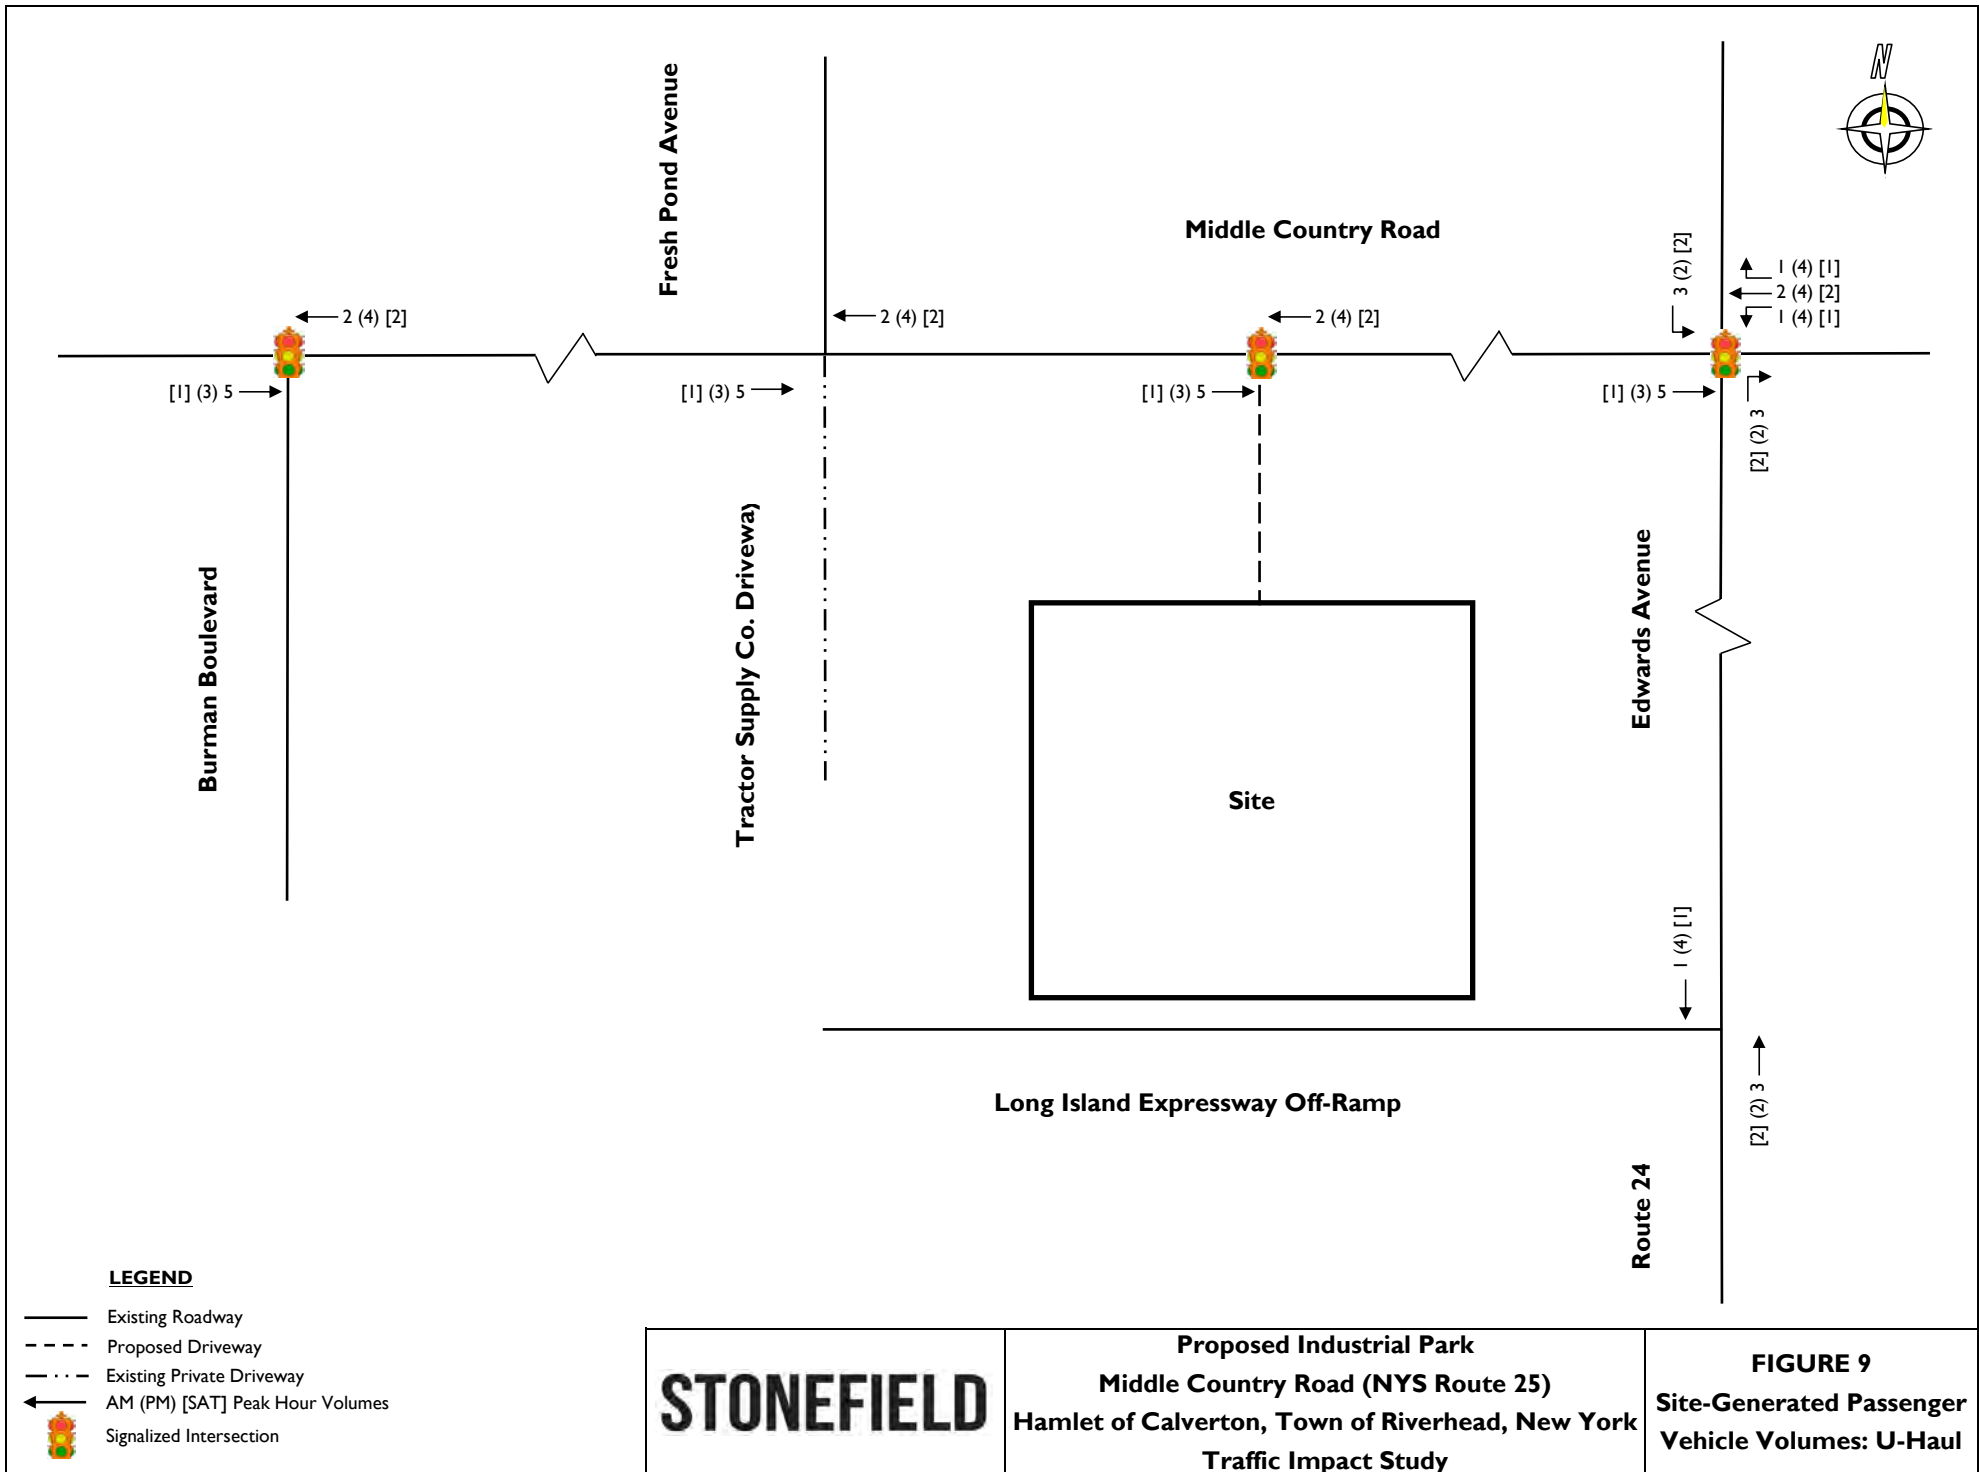 N
Fresh Pond Avenue
Middle Country Road
3 (2) [2]
1 (4) [1]
2 (4) [2]
1 (4) [1]
2 (4) [2]
2 (4) [2]
2 (4) [2]
[1] (3) 5
[1] (3) 5
[1] (3) 5
[1] (3) 5
[2] (2) 3
Burman Boulevard
Tractor Supply Co. Driveway
Edwards Avenue
Site
1 (4) [1]
Long Island Expressway Off-Ramp
[2] (2) 3
Route 24
LEGEND
Existing Roadway
Proposed Driveway
Existing Private Driveway
AM (PM) [SAT] Peak Hour Volumes
Signalized Intersection
STONEFIELD
Proposed Industrial Park
Middle Country Road (NYS Route 25)
Hamlet of Calverton, Town of Riverhead, New York
Traffic Impact Study
FIGURE 9
Site-Generated Passenger
Vehicle Volumes: U-Haul